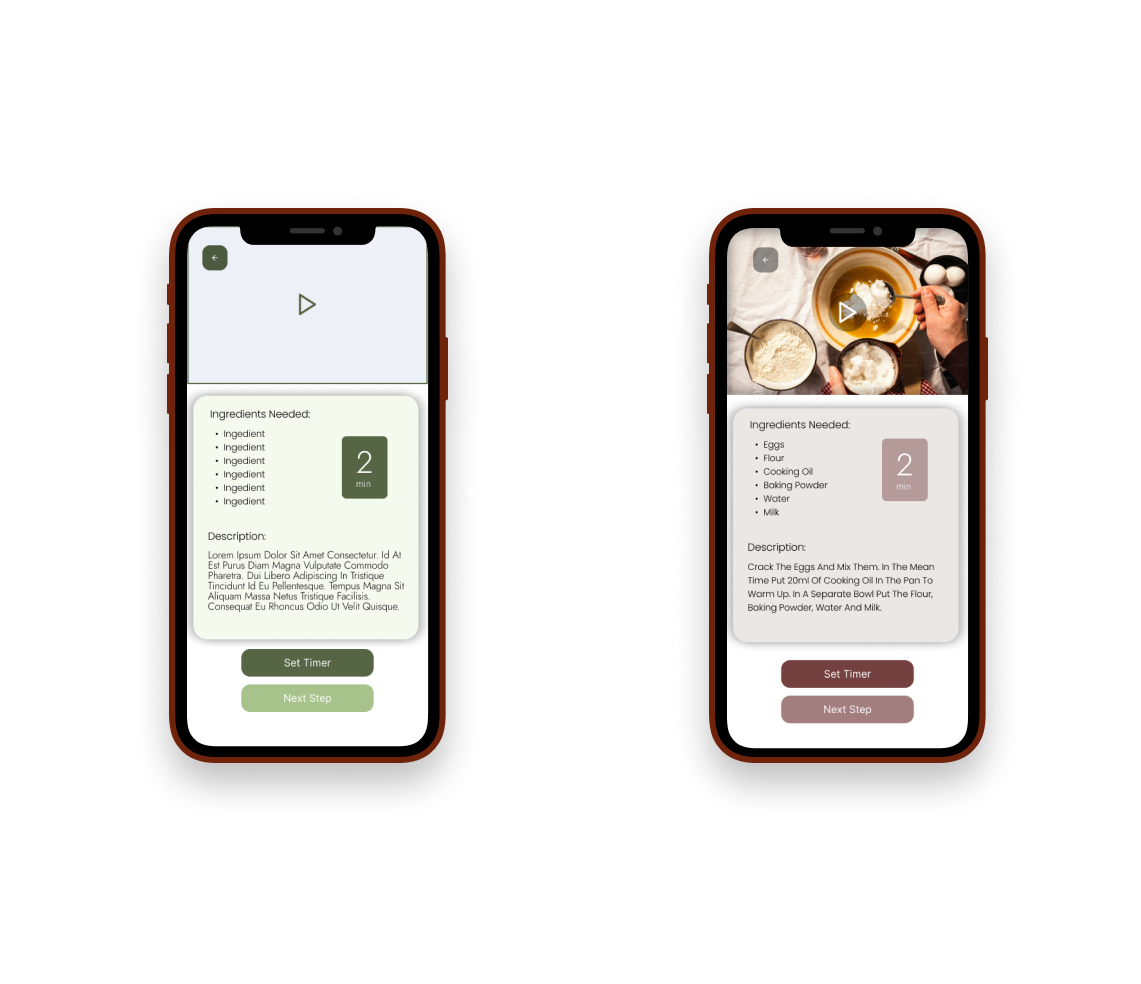 Ingredients Needed:
• Ingedient
• Ingedient
• Ingedient
• Ingedient
• Ingedient
• Ingedient
2
min
Description:
Lorem Ipsum Dolor Sit Amet Consectetur. Id At
Est Purus Diam Magna Vulputate Commodo
Pharetra. Dui Libero Adipiscing In Tristique
Tincidunt Id Eu Pellentesque. Tempus Magna Sit
Aliquam Massa Netus Tristique Facilisis.
Consequat Eu Rhoncus Odio Ut Velit Quisque.
Set Timer
Next Step
Ingredients Needed:
• Eggs
• Flour
• Cooking Oil
• Baking Powder
• Water
• Milk
2
min
Description:
Crack The Eggs And Mix Them. In The Mean
Time Put 20ml Of Cooking Oil In The Pan To
Warm Up. In A Separate Bowl Put The Flour,
Baking Powder, Water And Milk.
Set Timer
Next Step